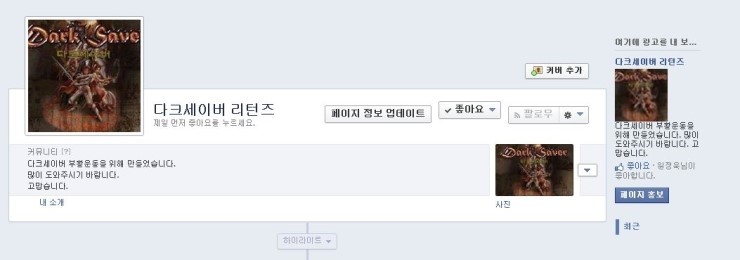 Dark Saver
다크세이버
커버 추가
다크세이버 리턴즈
제일 먼저 좋아요를 누르세요.
페이지 정보 업데이트
좋아요
팔로우
커뮤니티 [?]
다크세이버 부활운동을 위해 만들었습니다.
많이 도와주시기 바랍니다.
고맙습니다.
내 소개
Dark Saver
사진
하이라이트
여기에 광고를 내 보...
다크세이버 리턴즈
Dark Saver
다크세이버 부활운동을
위해 만들었습니다. 많이
도와주시기 바랍니다. 고
맙습니다.
좋아요 · 원정욱님이
좋아합니다.
페이지 홍보
최근